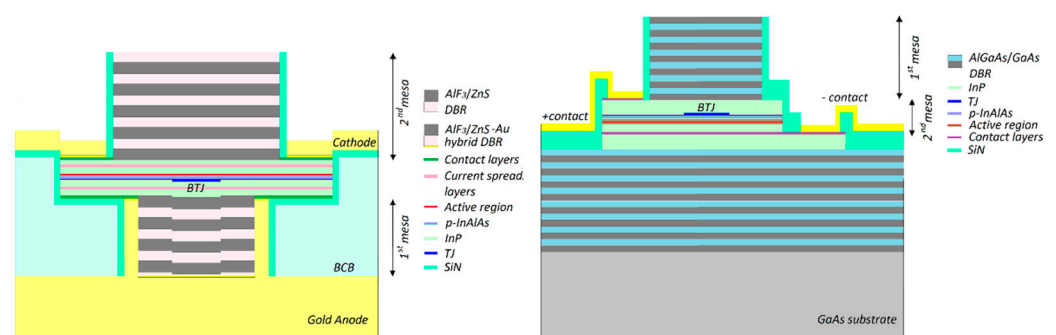 2nd mesa
Cathode
BTJ
1st mesa
BCB
Gold Anode
AlF3/ZnS
DBR
AlF3/ZnS-Au
hybrid DBR
Contact layers
Current spread.
layers
Active region
p-InAlAs
InP
TJ
SiN
1st mesa
2nd mesa
+contact
BTJ
- contact
GaAs substrate
AlGaAs/GaAs
DBR
InP
TJ
p-InAlAs
Active region
Contact layers
SiN